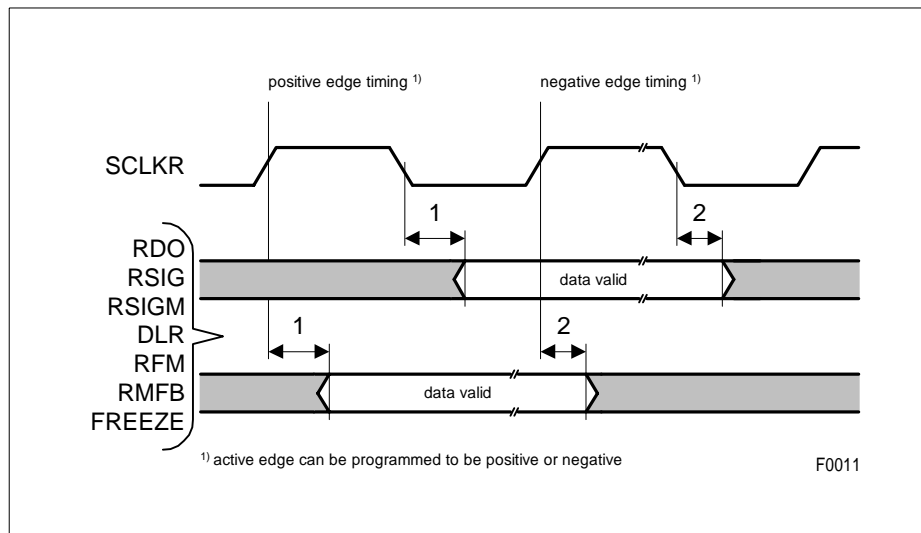 positive edge timing 1) negative edge timing 1)
SCLKR
1 2
RDO
RSIG data valid
RSIGM
DLR
1 2
RFM
RMFB data valid
FREEZE
1) active edge can be programmed to be positive or negative
F0011